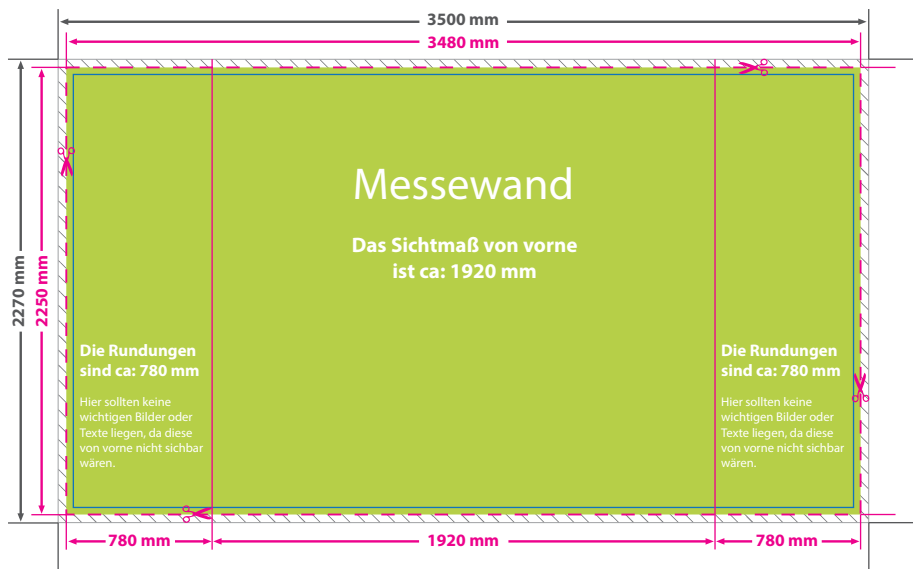 3500 mm
3480 mm
2270 mm
2250 mm
Messewand
Das Sichtmaß von vorne
ist ca: 1920 mm
Die Rundungen
sind ca: 780 mm
Hier sollten keine
wichtigen Bilder oder
Texte liegen, da diese
von vorne nicht sichbar
wären.
Die Rundungen
sind ca: 780 mm
Hier sollten keine
wichtigen Bilder oder
Texte liegen, da diese
von vorne nicht sichbar
wären.
780 mm
1920 mm
780 mm